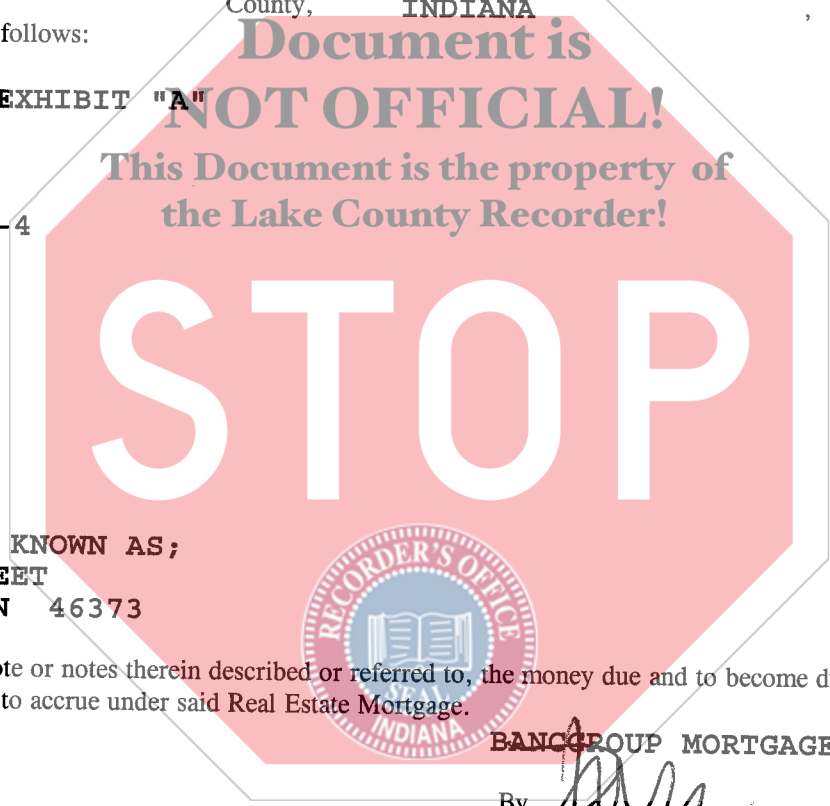 County, INDIANA ,
follows:
Document is
NOT OFFICIAL!
EXHIBIT "A"
This Document is the property of
the Lake County Recorder!
-4
STOP
KNOWN AS;
EET
N 46373
RECORDER'S OFFICE
SEAL
INDIANA
ote or notes therein described or referred to, the money due and to become d
to accrue under said Real Estate Mortgage.
BANCGROUP MORTGAGE
By